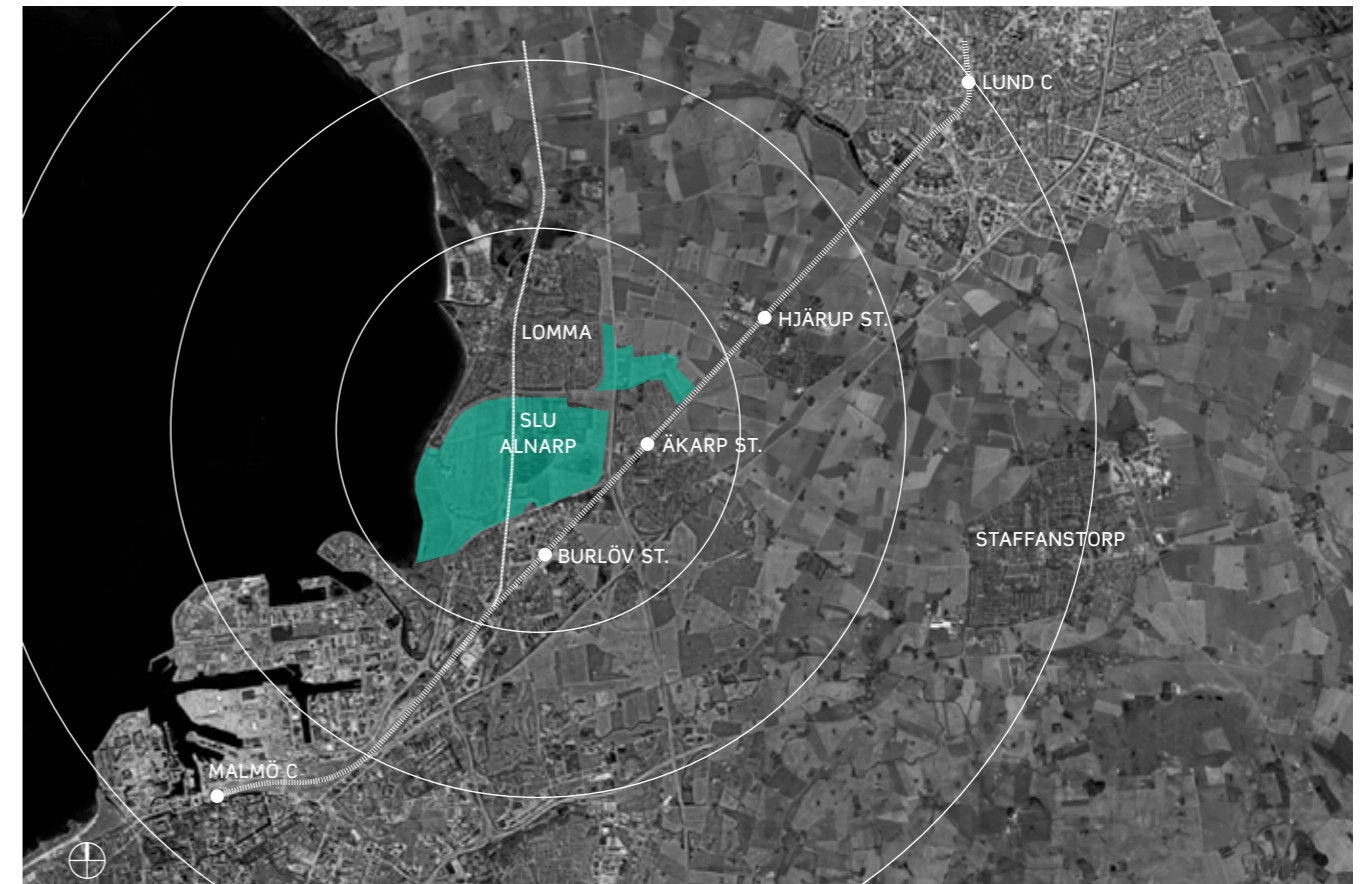 LUND C
HJÄRUP ST.
LOMMA
SLU
ALNARP
ÄKARP ST.
STAFFANSTORP
BURLÖV ST.
MALMÖ C